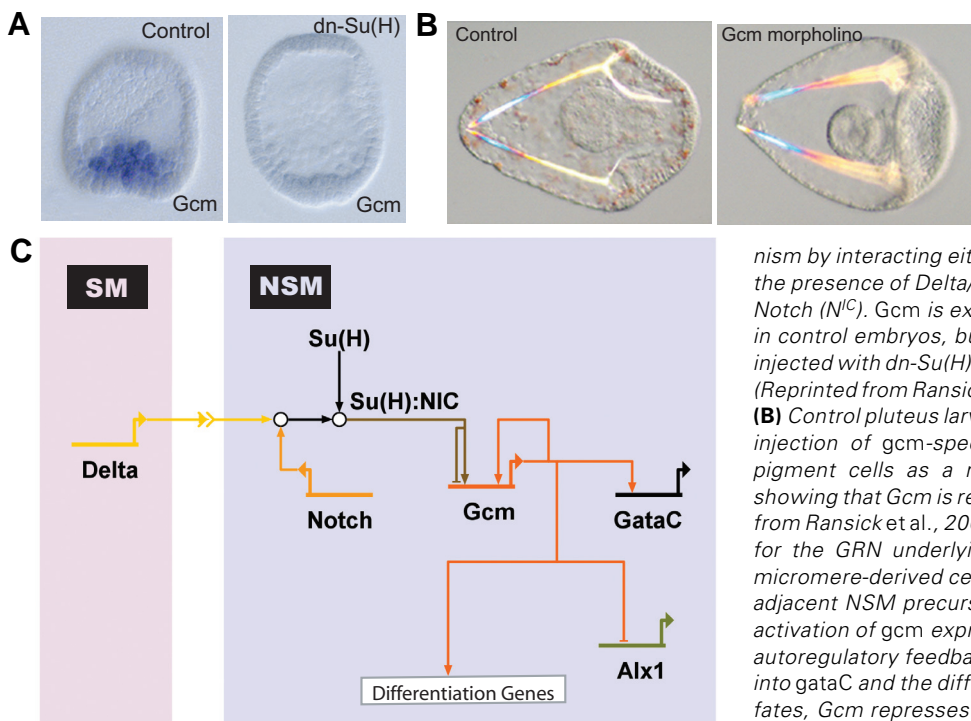 A
Control
dn-Su(H)
Gcm
Gcm
B
Control
Gcm morpholino
C
SM
NSM
Su(H)
Su(H):NIC
Delta
Notch
Gcm
GataC
Alx1
Differentiation Genes
nism by interacting eit
the presence of Delta/
Notch (N^IC). Gcm is ex
in control embryos, bu
injected with dn-Su(H)
(Reprinted from Ransic
(B) Control pluteus larv
injection of gcm-spec
pigment cells as a r
showing that Gcm is re
from Ransick et al., 200
for the GRN underlyi
micromere-derived ce
adjacent NSM precurs
activation of gcm expr
autoregulatory feedba
into gataC and the diff
fates, Gcm represses